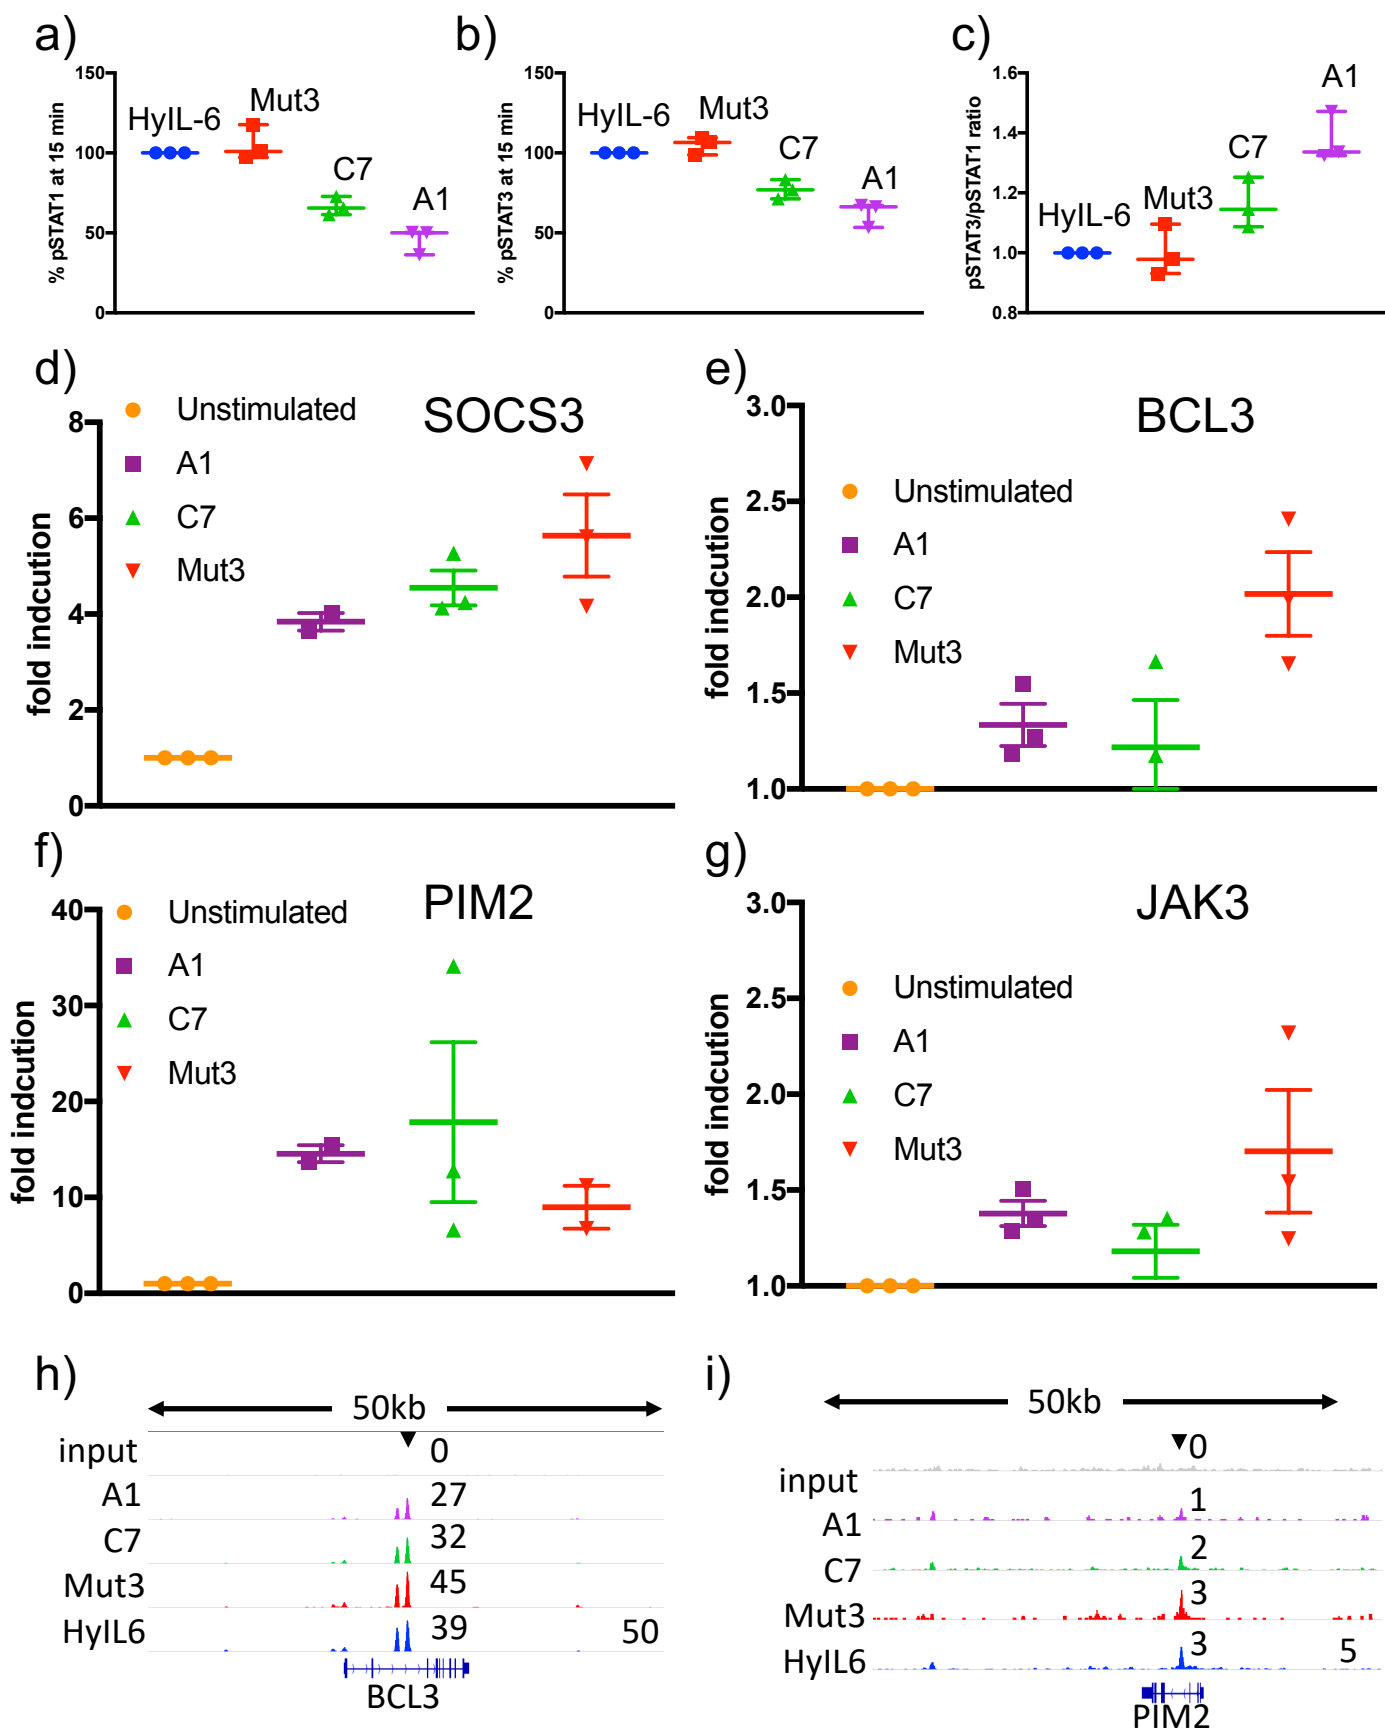 a)
% pSTAT1 at 15 min
150
100
50
0
HyIL-6
Mut3
C7
A1
b)
% pSTAT3 at 15 min
150
100
50
0
HyIL-6
Mut3
C7
A1
c)
pSTAT3/pSTAT1 ratio
1.6
1.4
1.2
1.0
0.8
HyIL-6
Mut3
C7
A1
d)
SOCS3
fold indcution
8
6
4
2
0
Unstimulated
A1
C7
Mut3
e)
BCL3
fold indcution
3.0
2.5
2.0
1.5
1.0
Unstimulated
A1
C7
Mut3
f)
PIM2
fold indcution
40
30
20
10
0
Unstimulated
A1
C7
Mut3
g)
JAK3
fold indcution
3.0
2.5
2.0
1.5
1.0
Unstimulated
A1
C7
Mut3
h)
50kb
input 0
A1 27
C7 32
Mut3 45
HyIL6 39 50
BCL3
i)
50kb
input 0
A1 1
C7 2
Mut3 3
HyIL6 3 5
PIM2